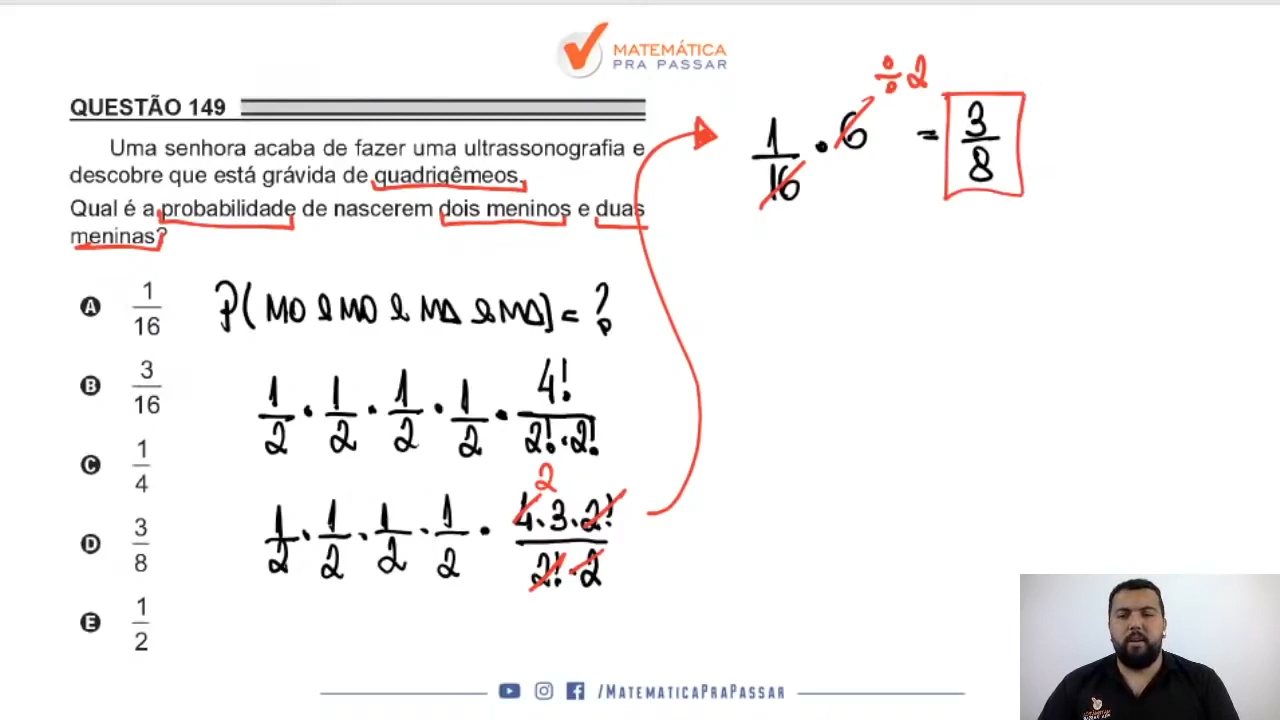 MATEMÁTICA
PRA PASSAR
QUESTÃO 149
Uma senhora acaba de fazer uma ultrassonografia e
descobre que está grávida de quadrigêmeos.
Qual é a probabilidade de nascerem dois meninos e duas
meninas?
A 1/16
B 3/16
C 1/4
D 3/8
E 1/2
P(MO e MO e MA e MA) = ?
1/2 · 1/2 · 1/2 · 1/2 · 4!/2!·2!
2
1/2 · 1/2 · 1/2 · 1/2 · 4·3·2!/2!·2
÷2
1/16 · 6 = 3/8
/MATEMATICAPRAPASSAR